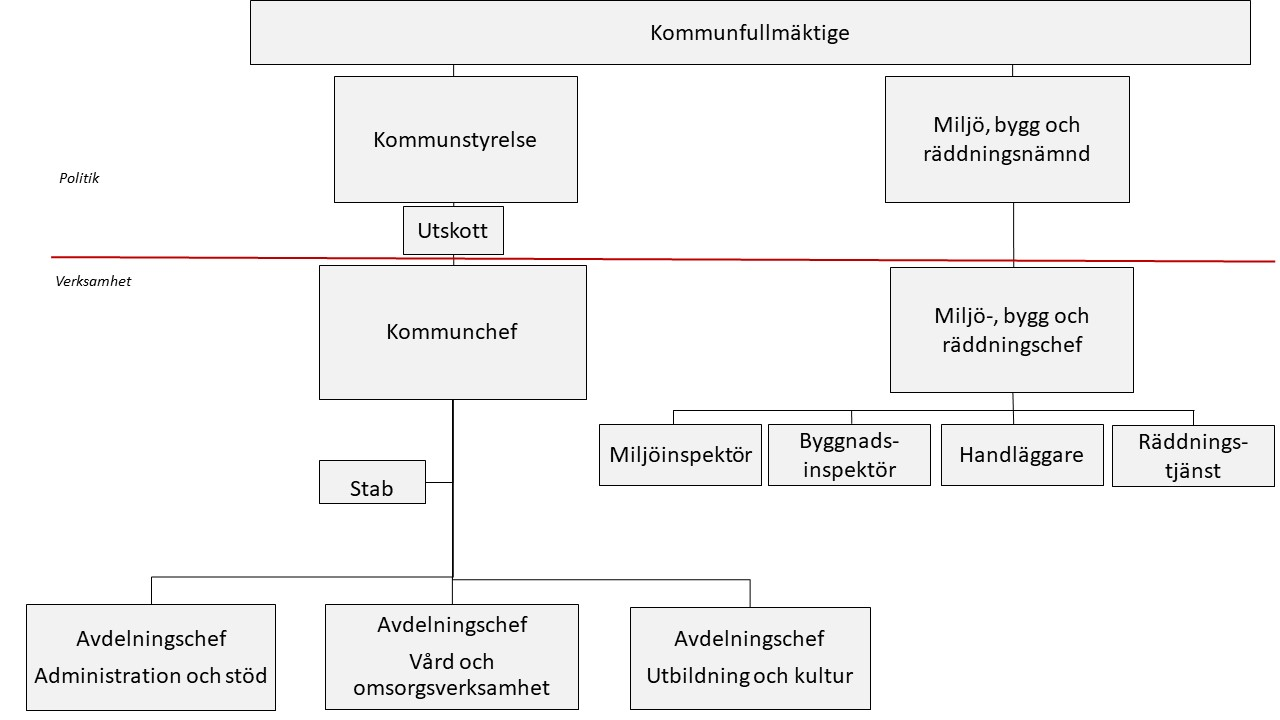 Kommunfullmäktige
Kommunstyrelse
Miljö, bygg och
räddningsnämnd
Politik
Utskott
Verksamhet
Kommunchef
Miljö-, bygg och
räddningschef
Miljöinspektör
Byggnads-
inspektör
Handläggare
Räddnings-
tjänst
Stab
Avdelningschef
Administration och stöd
Avdelningschef
Vård och
omsorgsverksamhet
Avdelningschef
Utbildning och kultur